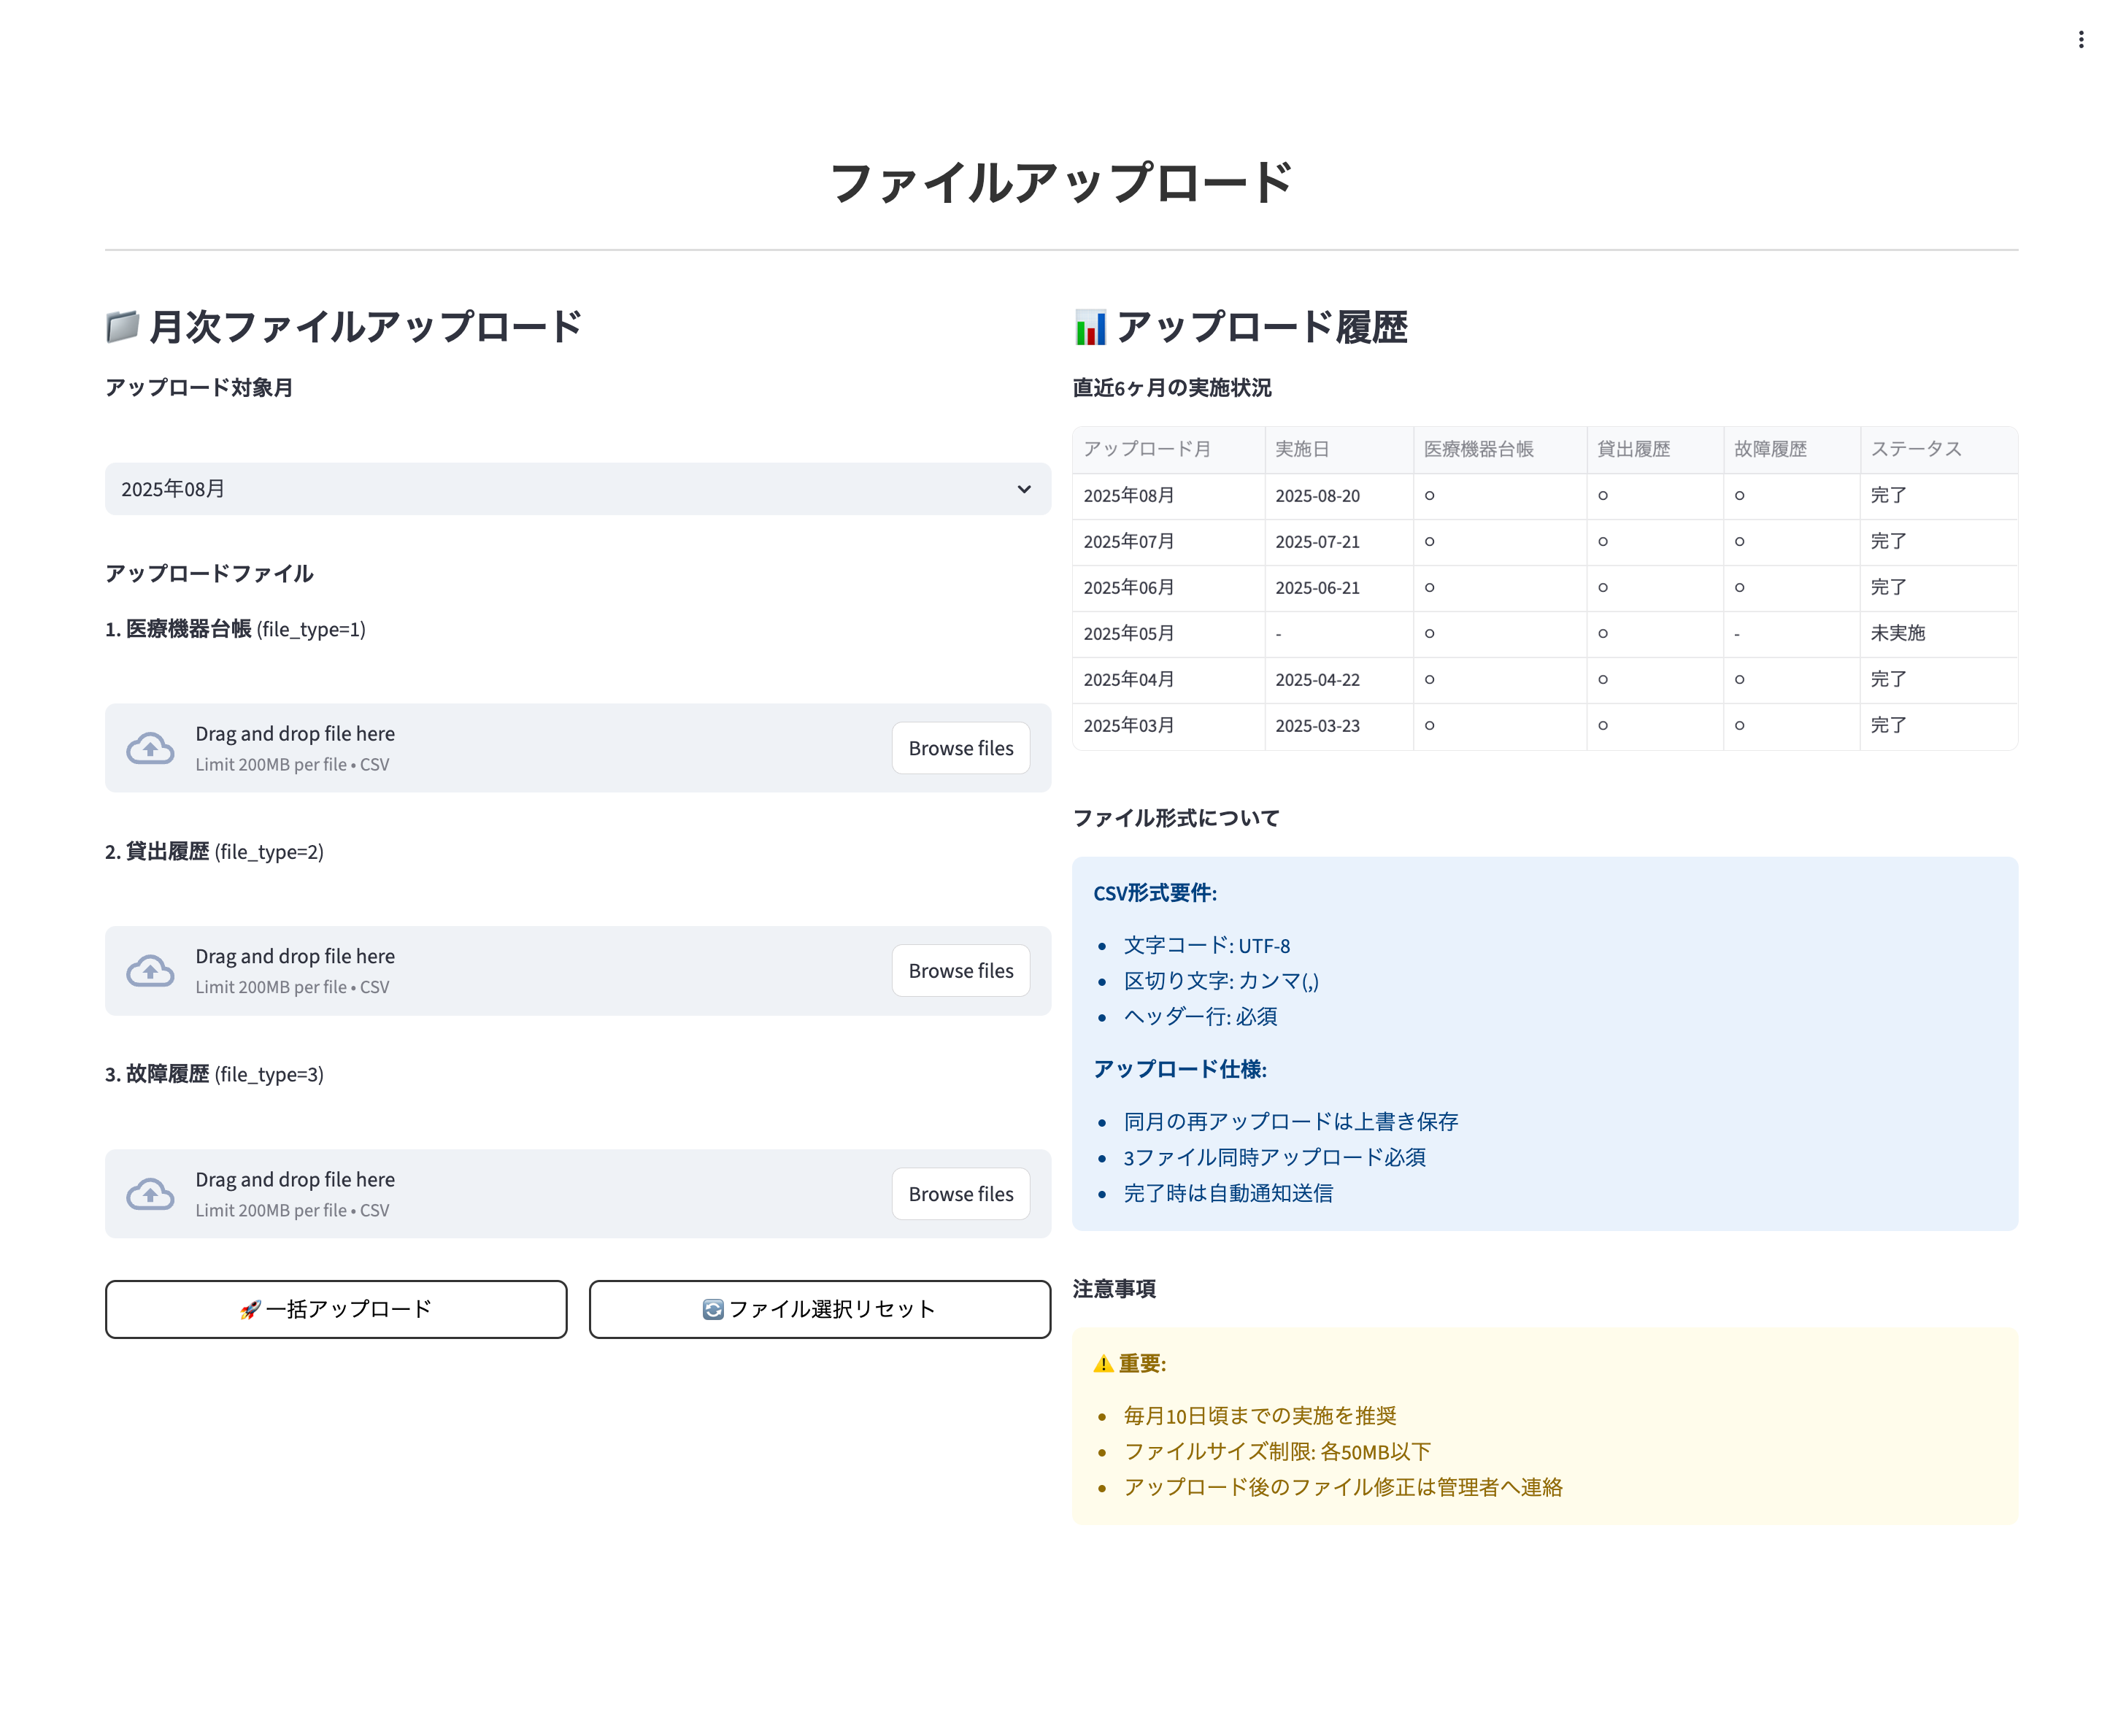 ファイルアップロード
📁 月次ファイルアップロード
アップロード対象月
2025年08月
アップロードファイル
1. 医療機器台帳 (file_type=1)
Drag and drop file here
Limit 200MB per file • CSV
Browse files
2. 貸出履歴 (file_type=2)
Drag and drop file here
Limit 200MB per file • CSV
Browse files
3. 故障履歴 (file_type=3)
Drag and drop file here
Limit 200MB per file • CSV
Browse files
🚀 一括アップロード
🔄 ファイル選択リセット
📊 アップロード履歴
直近6ヶ月の実施状況
アップロード月 実施日 医療機器台帳 貸出履歴 故障履歴 ステータス
2025年08月 2025-08-20 ○ ○ ○ 完了
2025年07月 2025-07-21 ○ ○ ○ 完了
2025年06月 2025-06-21 ○ ○ ○ 完了
2025年05月 - ○ ○ - 未実施
2025年04月 2025-04-22 ○ ○ ○ 完了
2025年03月 2025-03-23 ○ ○ ○ 完了
ファイル形式について
CSV形式要件:
• 文字コード: UTF-8
• 区切り文字: カンマ(,)
• ヘッダー行: 必須
アップロード仕様:
• 同月の再アップロードは上書き保存
• 3ファイル同時アップロード必須
• 完了時は自動通知送信
注意事項
⚠️ 重要:
• 毎月10日頃までの実施を推奨
• ファイルサイズ制限: 各50MB以下
• アップロード後のファイル修正は管理者へ連絡